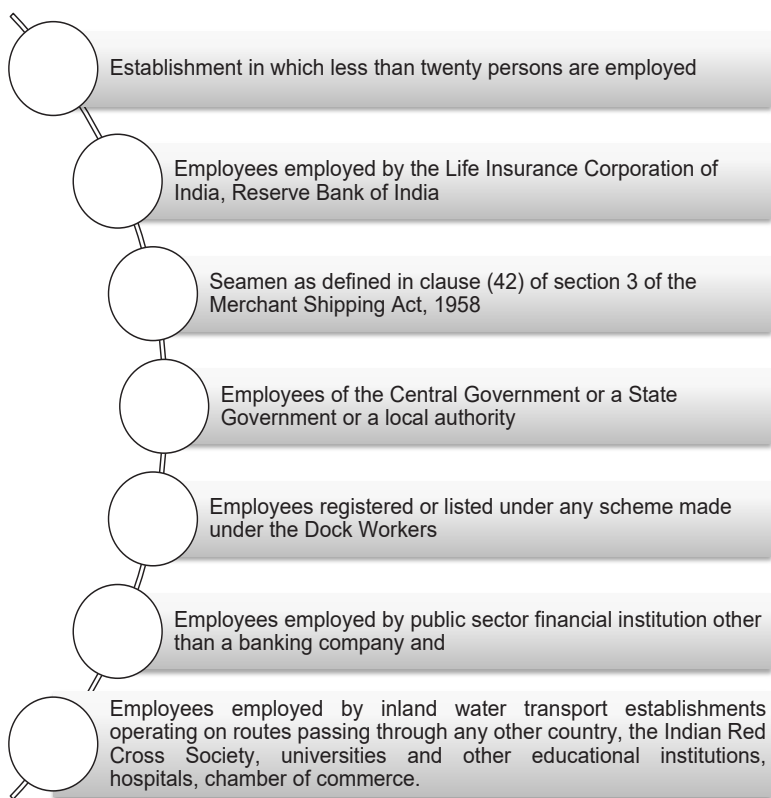 Establishment in which less than twenty persons are employed
Employees employed by the Life Insurance Corporation of
India, Reserve Bank of India
Seamen as defined in clause (42) of section 3 of the
Merchant Shipping Act, 1958
Employees of the Central Government or a State
Government or a local authority
Employees registered or listed under any scheme made
under the Dock Workers
Employees employed by public sector financial institution other
than a banking company and
Employees employed by inland water transport establishments
operating on routes passing through any other country, the Indian Red
Cross Society, universities and other educational institutions,
hospitals, chamber of commerce.